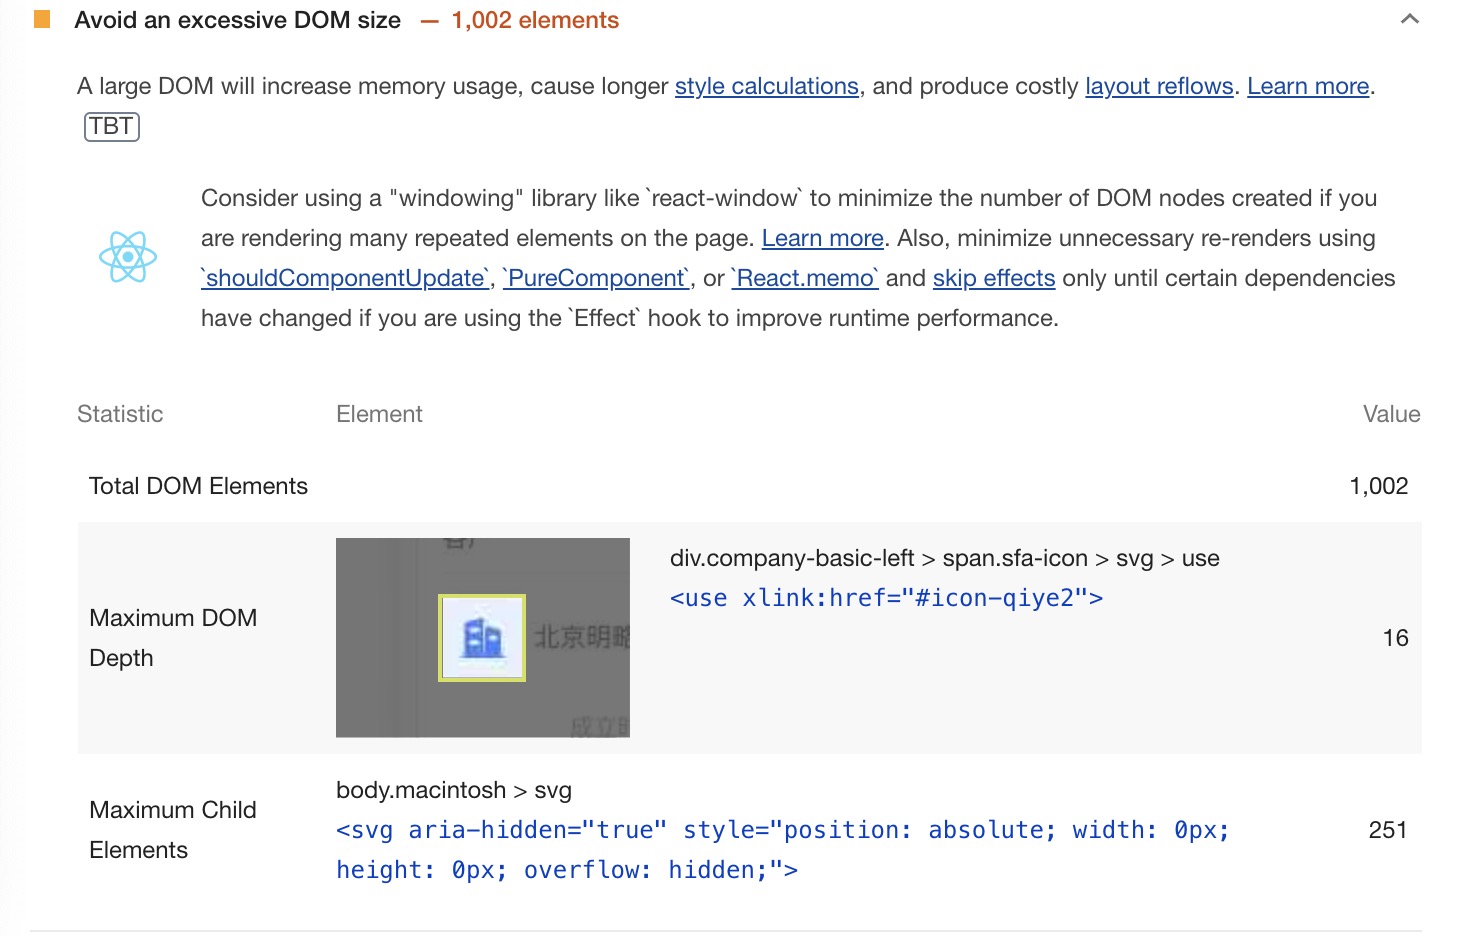 Avoid an excessive DOM size — 1,002 elements
A large DOM will increase memory usage, cause longer style calculations, and produce costly layout reflows. Learn more.
TBT
Consider using a "windowing" library like `react-window` to minimize the number of DOM nodes created if you
are rendering many repeated elements on the page. Learn more. Also, minimize unnecessary re-renders using
`shouldComponentUpdate`, `PureComponent`, or `React.memo` and skip effects only until certain dependencies
have changed if you are using the `Effect` hook to improve runtime performance.
Statistic Element Value
Total DOM Elements 1,002
Maximum DOM
Depth
北京明略
成立
div.company-basic-left > span.sfa-icon > svg > use
<use xlink:href="#icon-qiye2">
16
Maximum Child
Elements
body.macintosh > svg
<svg aria-hidden="true" style="position: absolute; width: 0px;
height: 0px; overflow: hidden;">
251